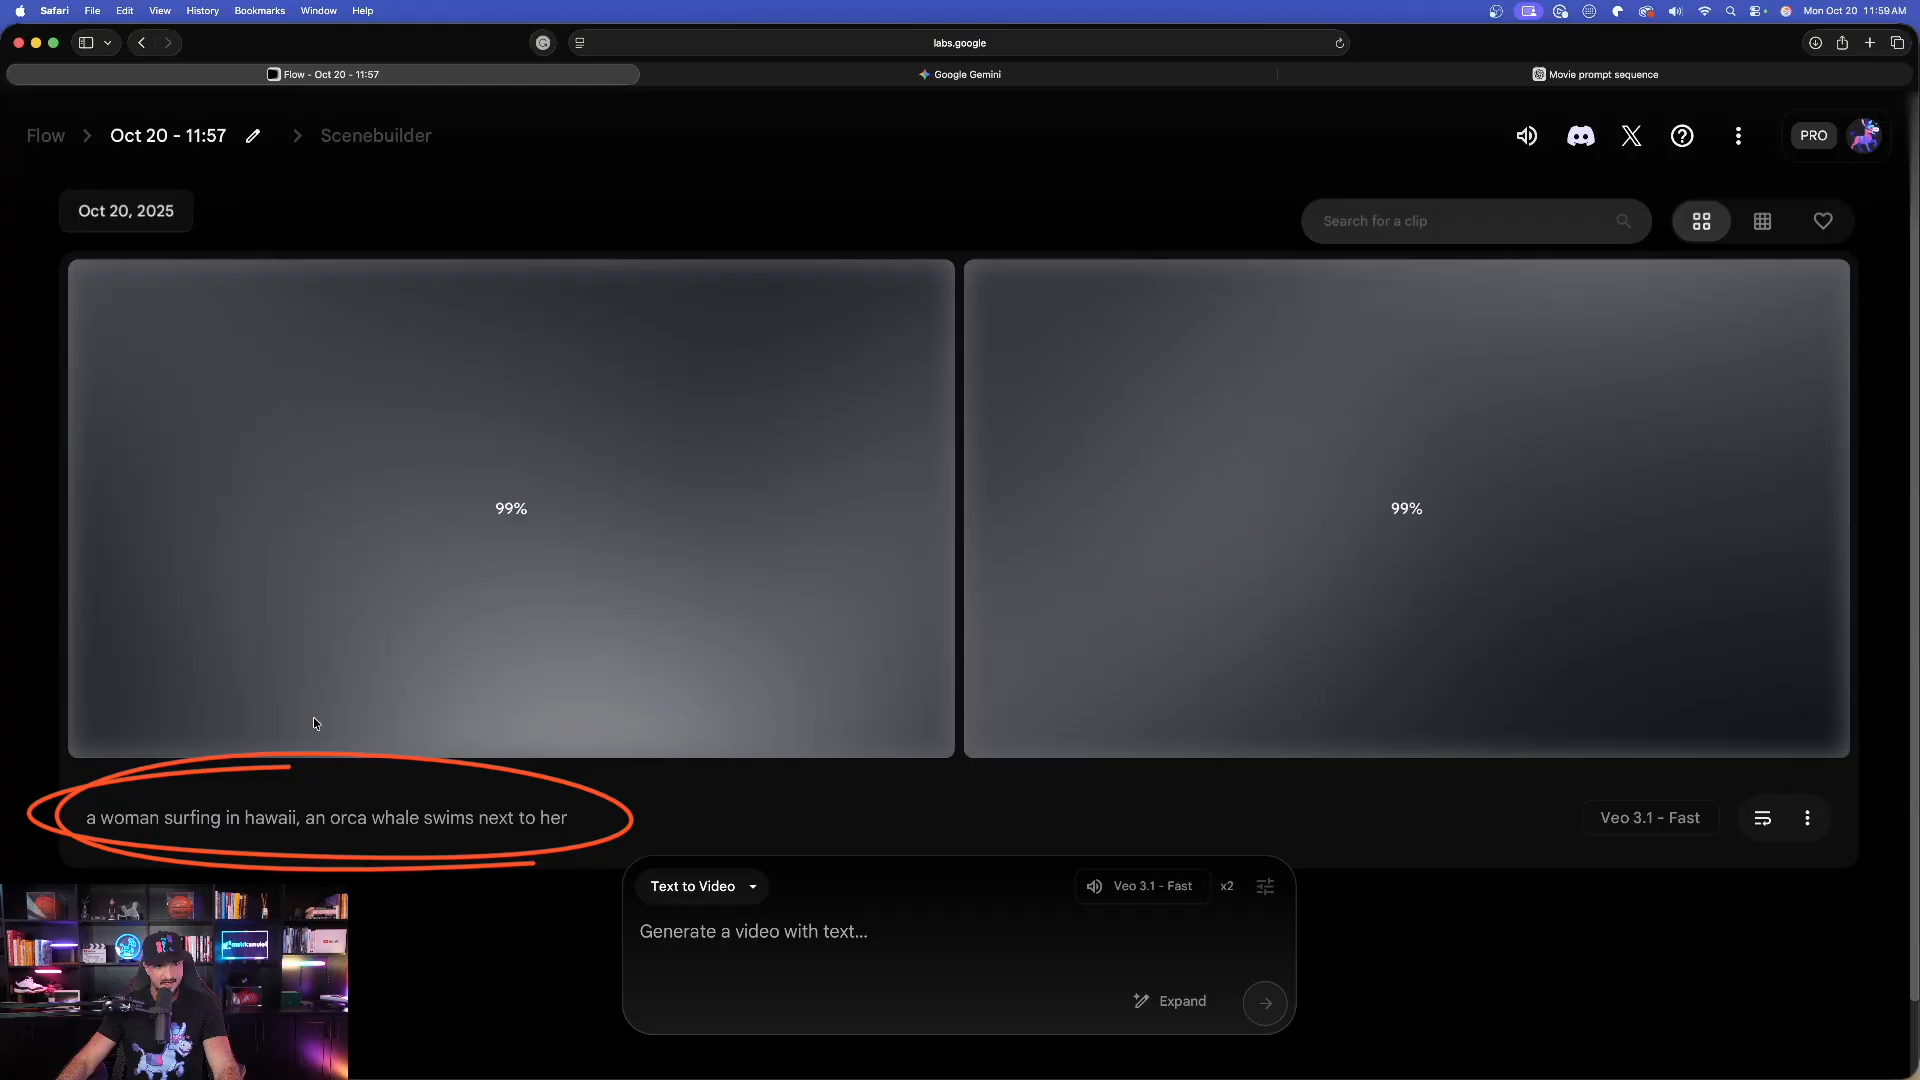 Safari File Edit View History Bookmarks Window Help Mon Oct 20 11:59 AM
labs.google
Flow - Oct 20 - 11:57 Google Gemini Movie prompt sequence
Flow Oct 20 - 11:57 Scenebuilder PRO
Oct 20, 2025 Search for a clip
99% 99%
a woman surfing in hawaii, an orca whale swims next to her Veo 3.1 - Fast
Text to Video Veo 3.1 - Fast x2
Generate a video with text...
Expand